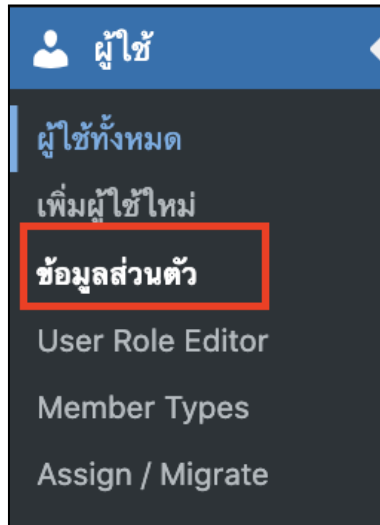 ผู้ใช้
ผู้ใช้ทั้งหมด
เพิ่มผู้ใช้ใหม่
ข้อมูลส่วนตัว
User Role Editor
Member Types
Assign / Migrate